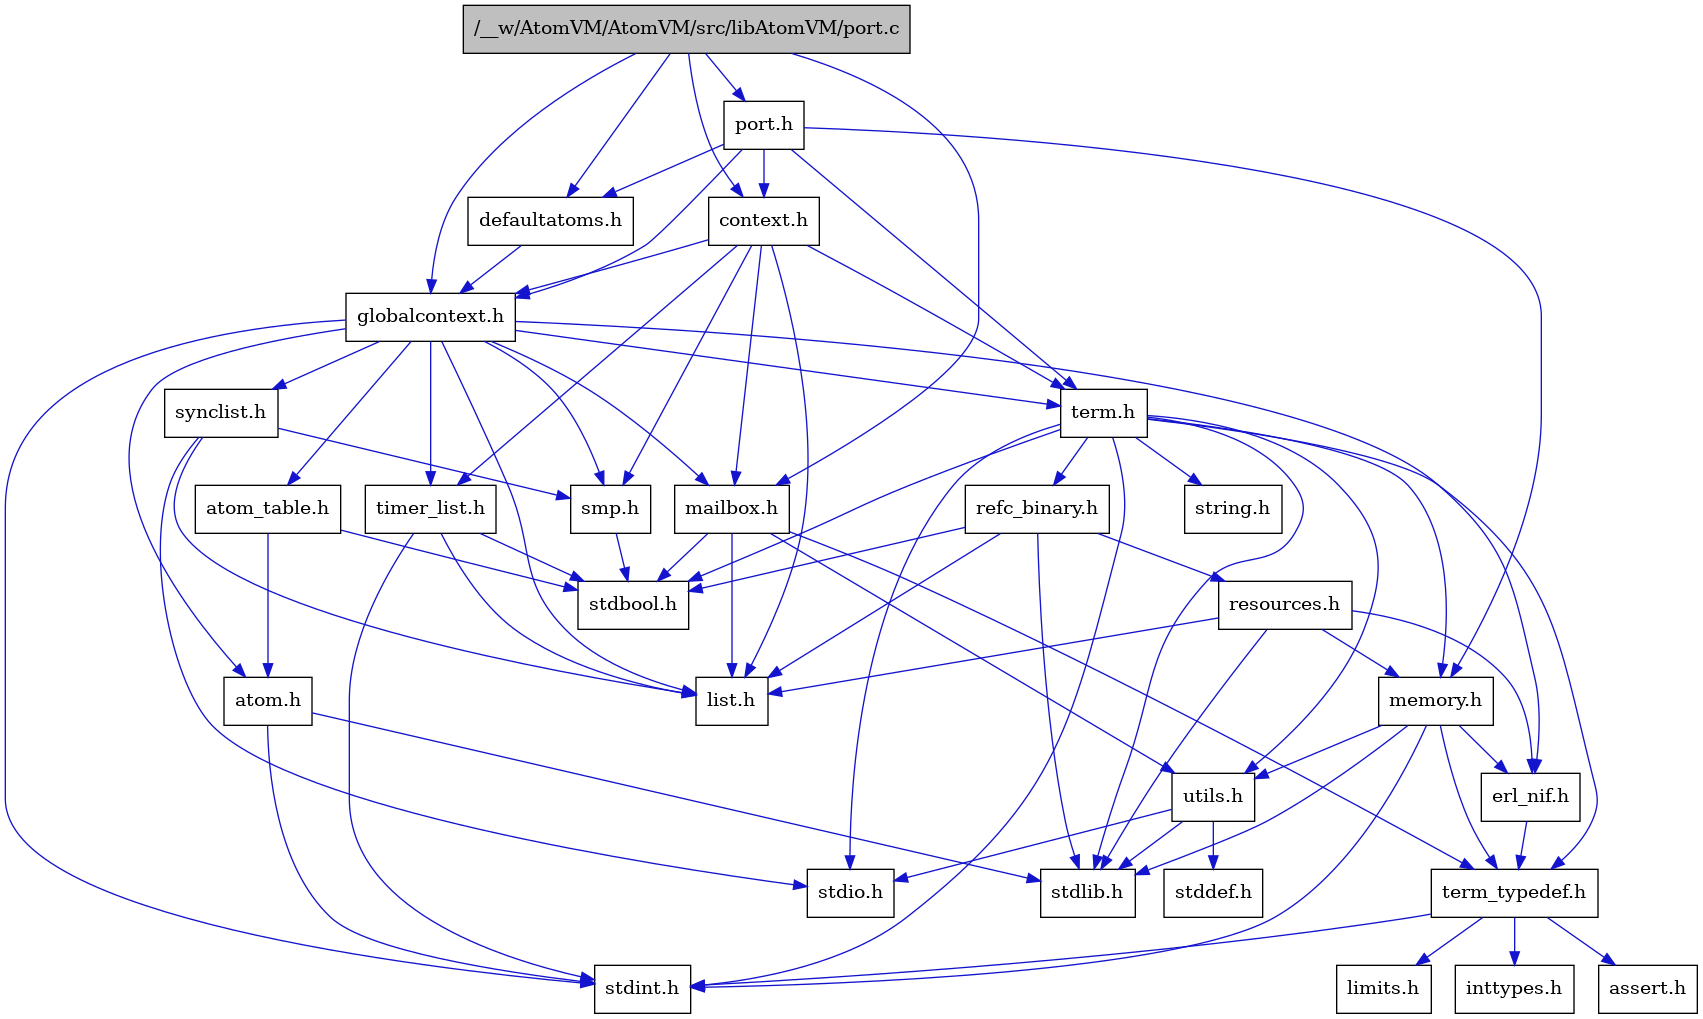 /__w/AtomVM/AtomVM/src/libAtomVM/port.c
port.h
defaultatoms.h
context.h
globalcontext.h
synclist.h
term.h
atom_table.h
timer_list.h
smp.h
mailbox.h
refc_binary.h
string.h
stdbool.h
resources.h
atom.h
list.h
memory.h
utils.h
erl_nif.h
stdio.h
stdlib.h
stddef.h
term_typedef.h
stdint.h
limits.h
inttypes.h
assert.h